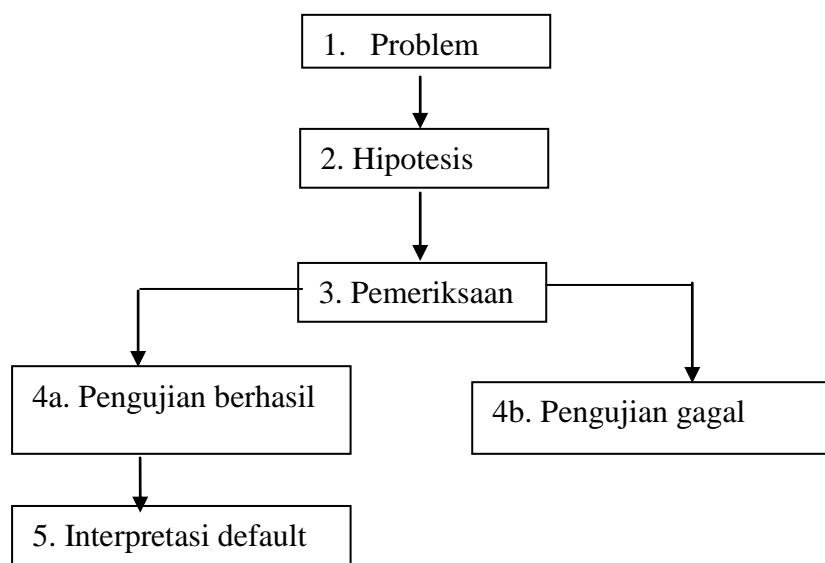 1. Problem
2. Hipotesis
3. Pemeriksaan
4a. Pengujian berhasil
4b. Pengujian gagal
5. Interpretasi default